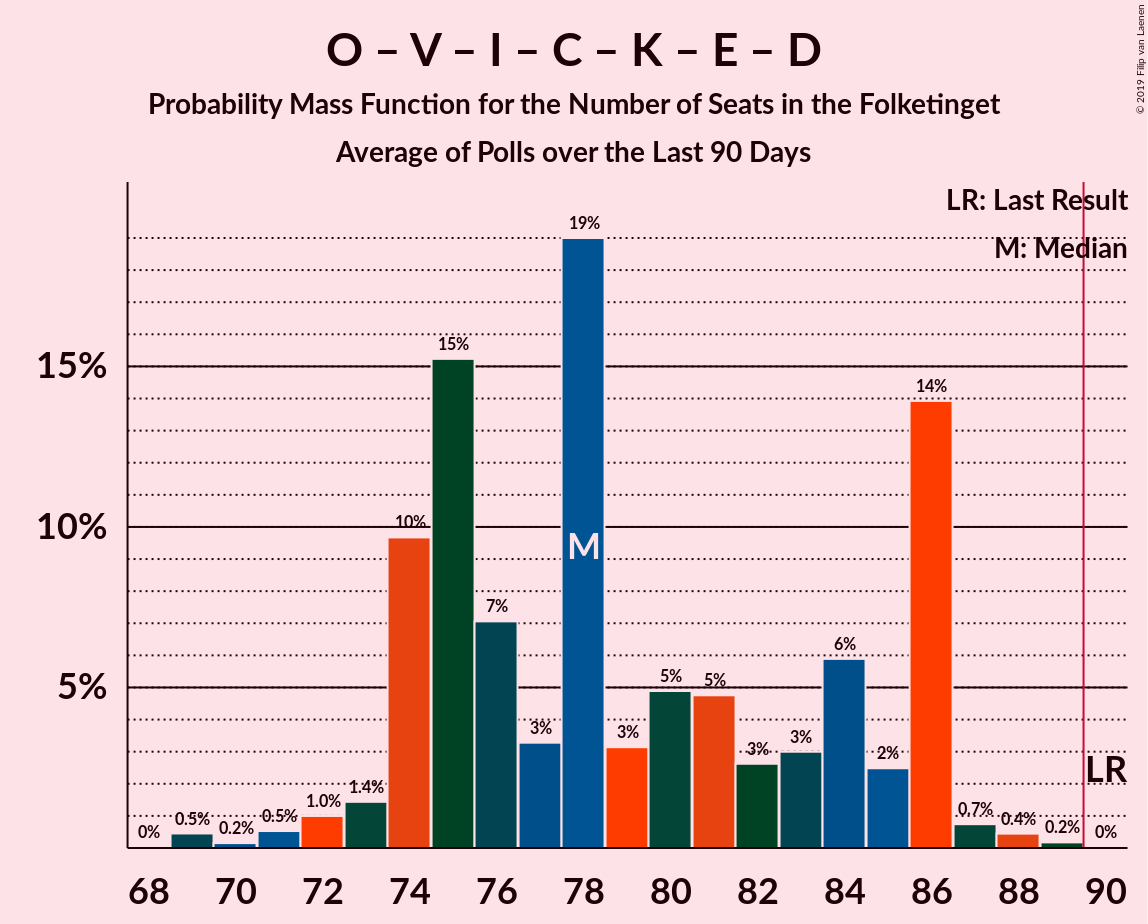 O – V – I – C – K – E – D
Probability Mass Function for the Number of Seats in the Folketinget
Average of Polls over the Last 90 Days
© 2019 Filip van Laenen
LR: Last Result
M: Median
19%
15%
15%
14%
10%
10%
M
7%
6%
5%
5%
5%
3%
3%
3%
3%
2%
LR
0%
0.5%
0.2%
0.5%
1.0%
1.4%
0.7%
0.4%
0.2%
0%
68 70 72 74 76 78 80 82 84 86 88 90